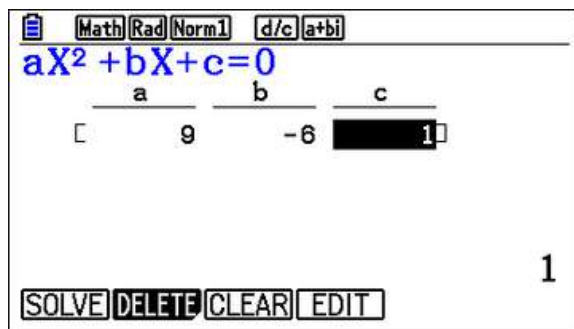 Math Rad Norm1 d/c a+bi
aX²+bX+c=0
a b c
[ 9 -6 1]
1
SOLVE DELETE CLEAR EDIT